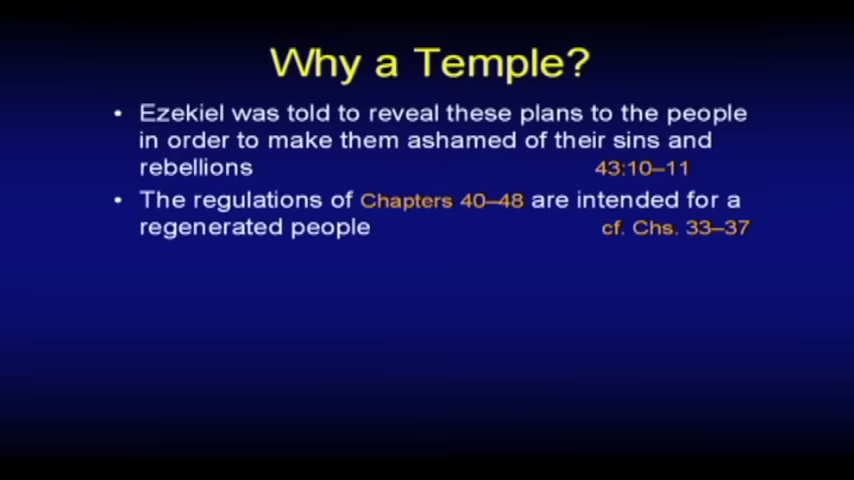 Why a Temple?
• Ezekiel was told to reveal these plans to the people
in order to make them ashamed of their sins and
rebellions 43:10–11
• The regulations of Chapters 40–48 are intended for a
regenerated people cf. Chs. 33–37